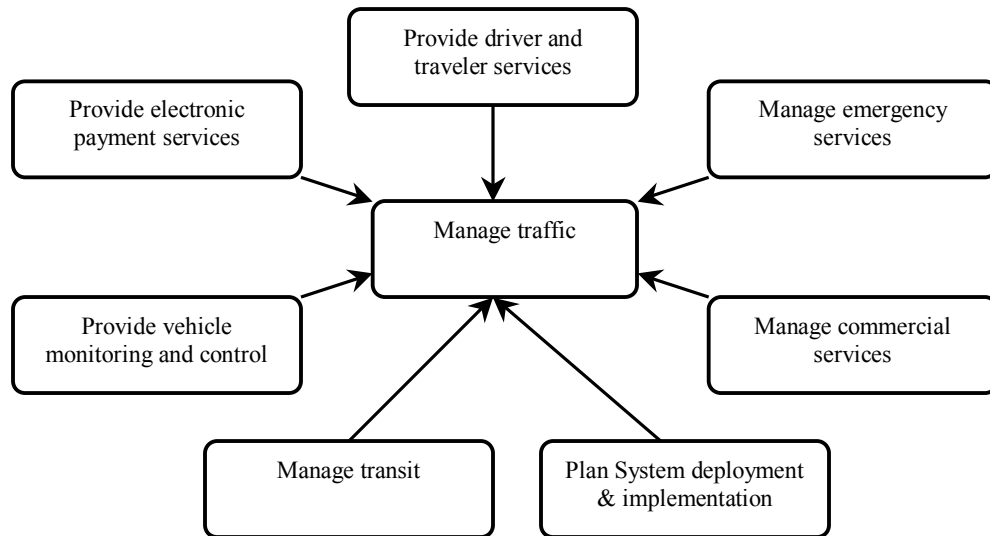 Provide driver and
traveler services
Provide electronic
payment services
Manage emergency
services
Manage traffic
Provide vehicle
monitoring and control
Manage commercial
services
Manage transit
Plan System deployment
& implementation